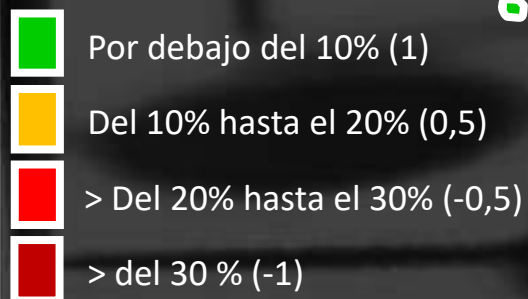 Por debajo del 10% (1)
Del 10% hasta el 20% (0,5)
> Del 20% hasta el 30% (-0,5)
> del 30 % (-1)